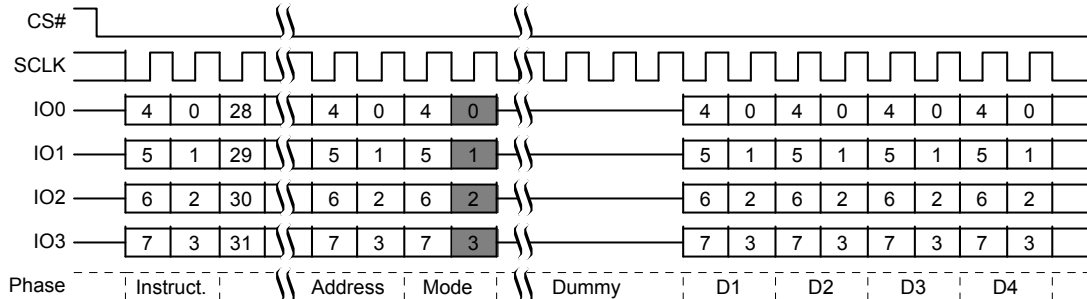 CS#
SCLK
IO0 4 0 28 4 0 4 0 4 0 4 0 4 0 4 0
IO1 5 1 29 5 1 5 1 5 1 5 1 5 1 5 1
IO2 6 2 30 6 2 6 2 6 2 6 2 6 2 6 2
IO3 7 3 31 7 3 7 3 7 3 7 3 7 3 7 3
Phase Instruct. Address Mode Dummy D1 D2 D3 D4